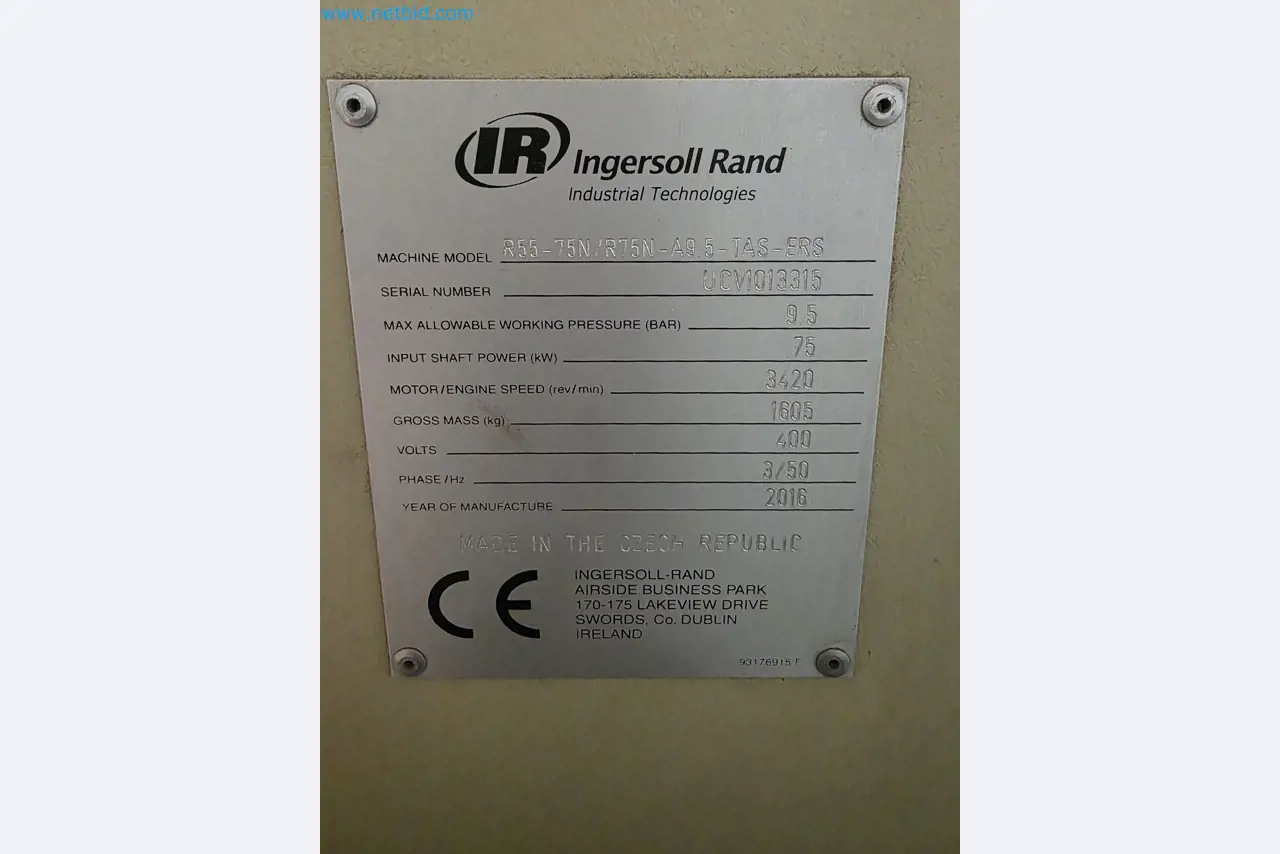 www.netbid.com
IR Ingersoll Rand
Industrial Technologies
MACHINE MODEL R55-75N/R75N-A9.5-TAS-ERS
SERIAL NUMBER UCV1013315
MAX ALLOWABLE WORKING PRESSURE (BAR) 9.5
INPUT SHAFT POWER (kW) 75
MOTOR/ENGINE SPEED (rev/min) 3420
GROSS MASS (kg) 1605
VOLTS 400
PHASE/Hz 3/50
YEAR OF MANUFACTURE 2016
MADE IN THE CZECH REPUBLIC
CE
INGERSOLL-RAND
AIRSIDE BUSINESS PARK
170-175 LAKEVIEW DRIVE
SWORDS, Co. DUBLIN
IRELAND
93176915 F